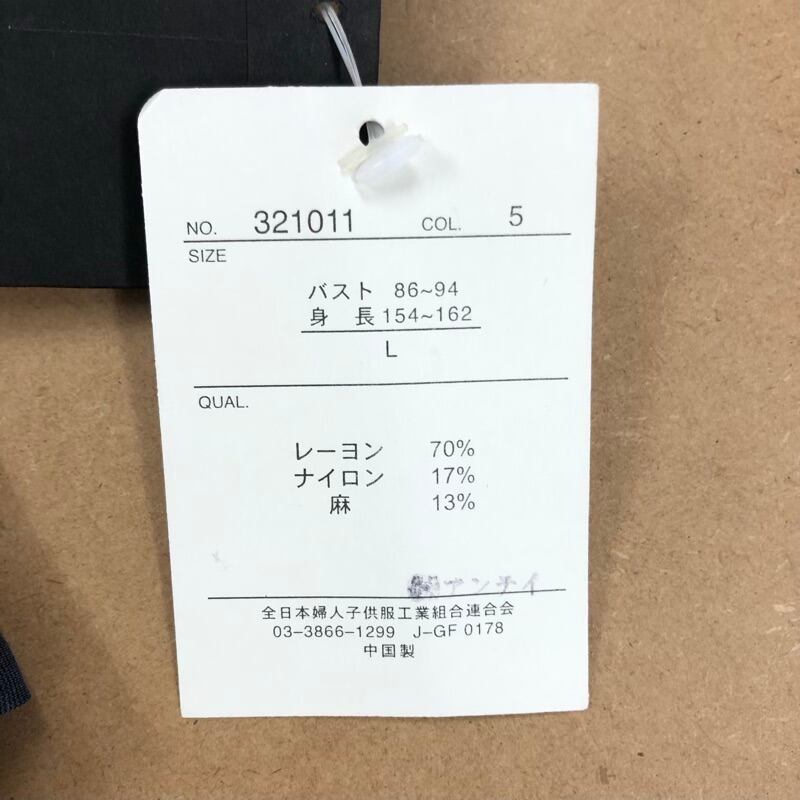 NO. 321011 COL. 5
SIZE
バスト 86~94
身 長 154~162
L
QUAL.
レーヨン 70%
ナイロン 17%
麻 13%
ナンナイ
全日本婦人子供服工業組合連合会
03-3866-1299 J-GF 0178
中国製